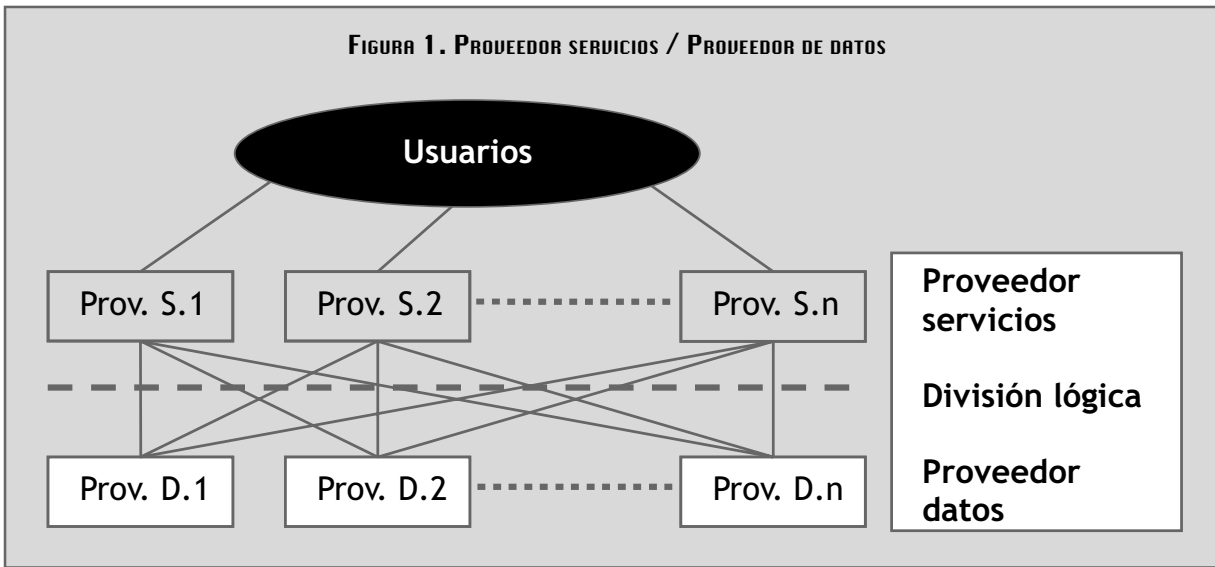 Figura 1. Proveedor servicios / Proveedor de datos
Usuarios
Prov. S.1
Prov. S.2
Prov. S.n
Proveedor
servicios
División lógica
Prov. D.1
Prov. D.2
Prov. D.n
Proveedor
datos